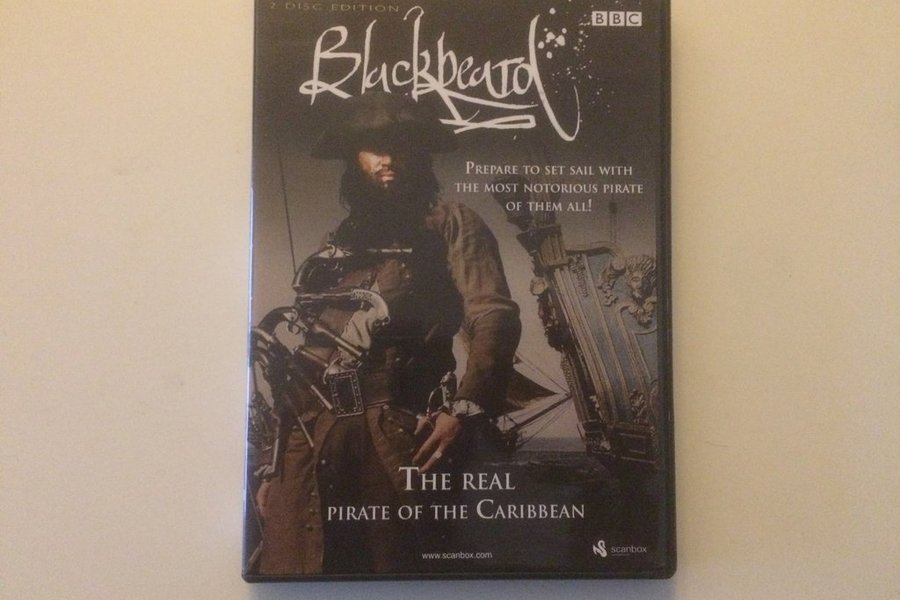 2 DISC EDITION
BBC
Blackbeard
PREPARE TO SET SAIL WITH
THE MOST NOTORIOUS PIRATE
OF THEM ALL!
THE REAL
PIRATE OF THE CARIBBEAN
www.scanbox.com
scanbox